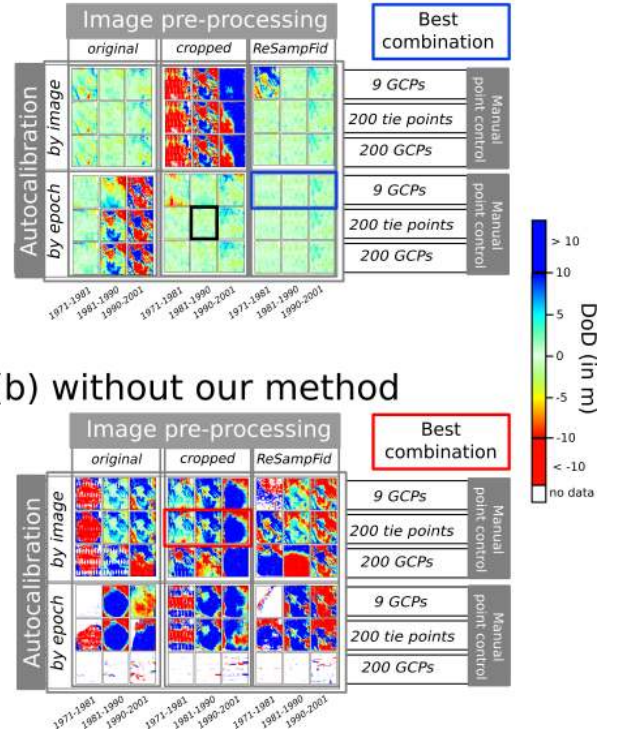 Image pre-processing
Best
combination
original cropped ReSampFid
Autocalibration
by image
9 GCPs
200 tie points
200 GCPs
Manual
point control
by epoch
9 GCPs
200 tie points
200 GCPs
Manual
point control
1971-1981 1981-1990 1990-2001 1971-1981 1981-1990 1990-2001 1971-1981 1981-1990 1990-2001
> 10
10
5
0
-5
-10
< -10
no data
DoD (in m)
(b) without our method
Image pre-processing
Best
combination
original cropped ReSampFid
Autocalibration
by image
9 GCPs
200 tie points
200 GCPs
Manual
point control
by epoch
9 GCPs
200 tie points
200 GCPs
Manual
point control
1971-1981 1981-1990 1990-2001 1971-1981 1981-1990 1990-2001 1971-1981 1981-1990 1990-2001